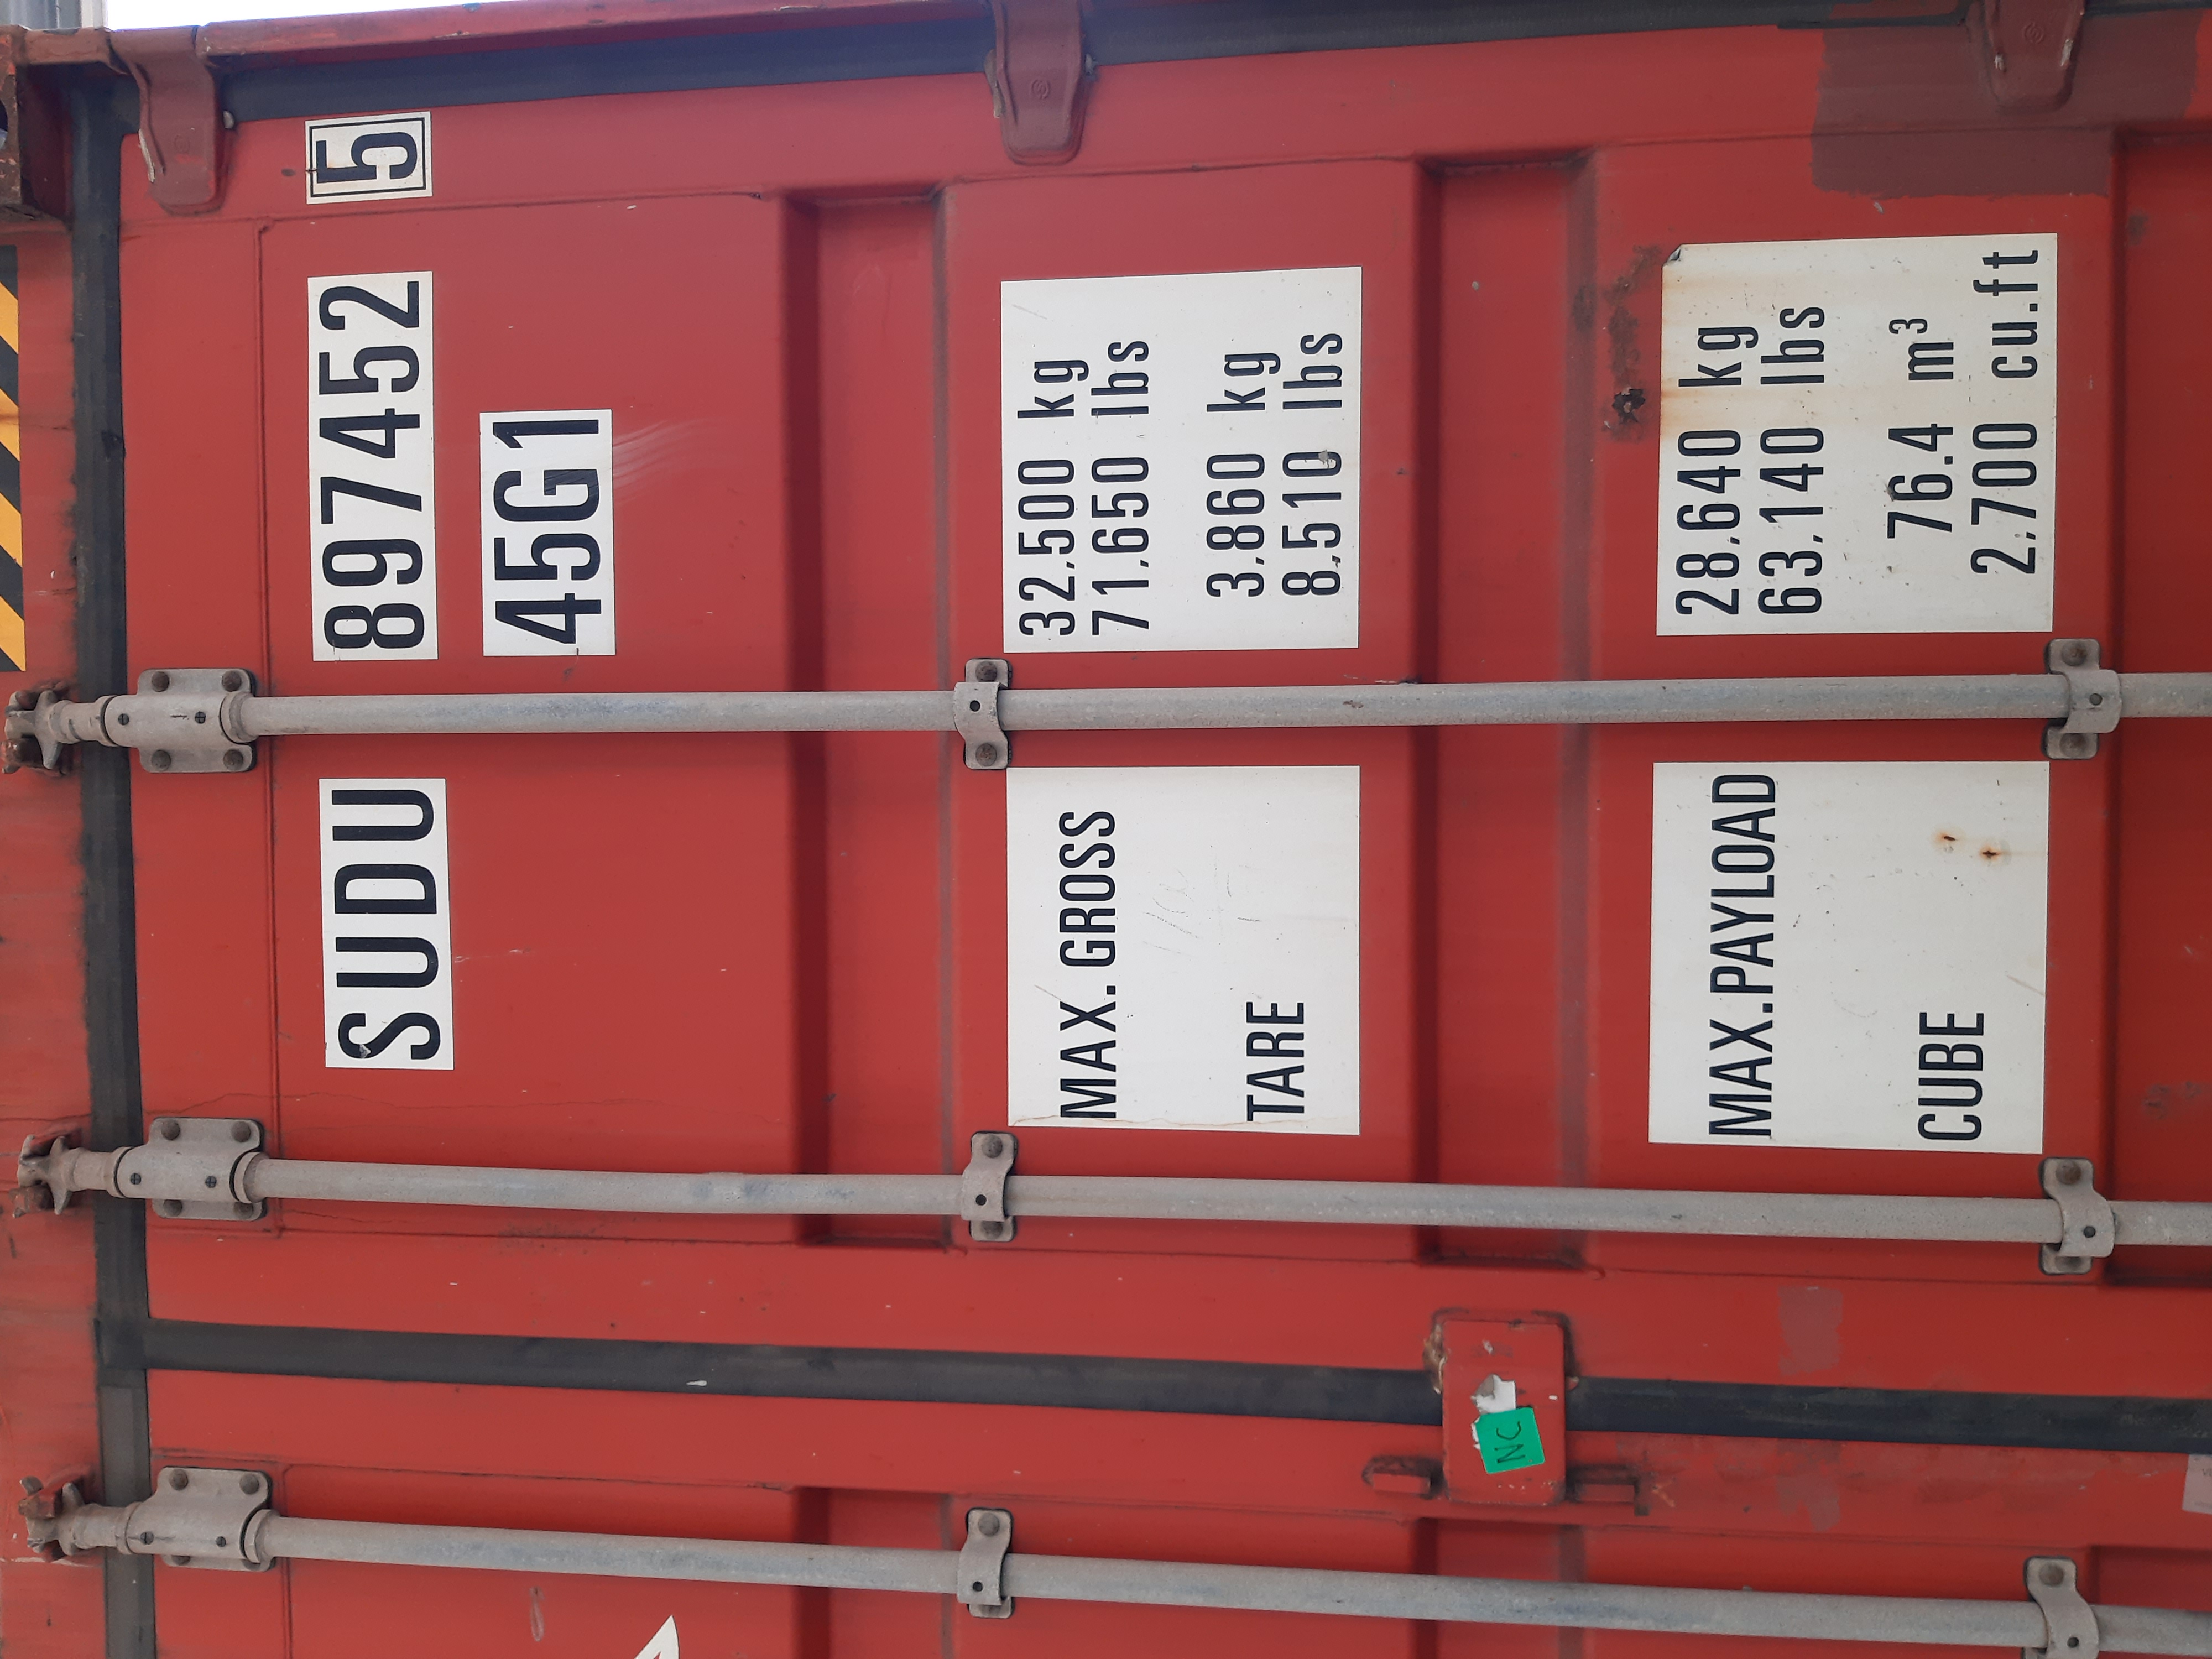 SUDU 897452 5
45G1
MAX. GROSS 32.500 kg
71.650 lbs
TARE 3.860 kg
8.510 lbs
MAX.PAYLOAD 28.640 kg
63.140 lbs
CUBE 76.4 m³
2.700 cu.ft
NC